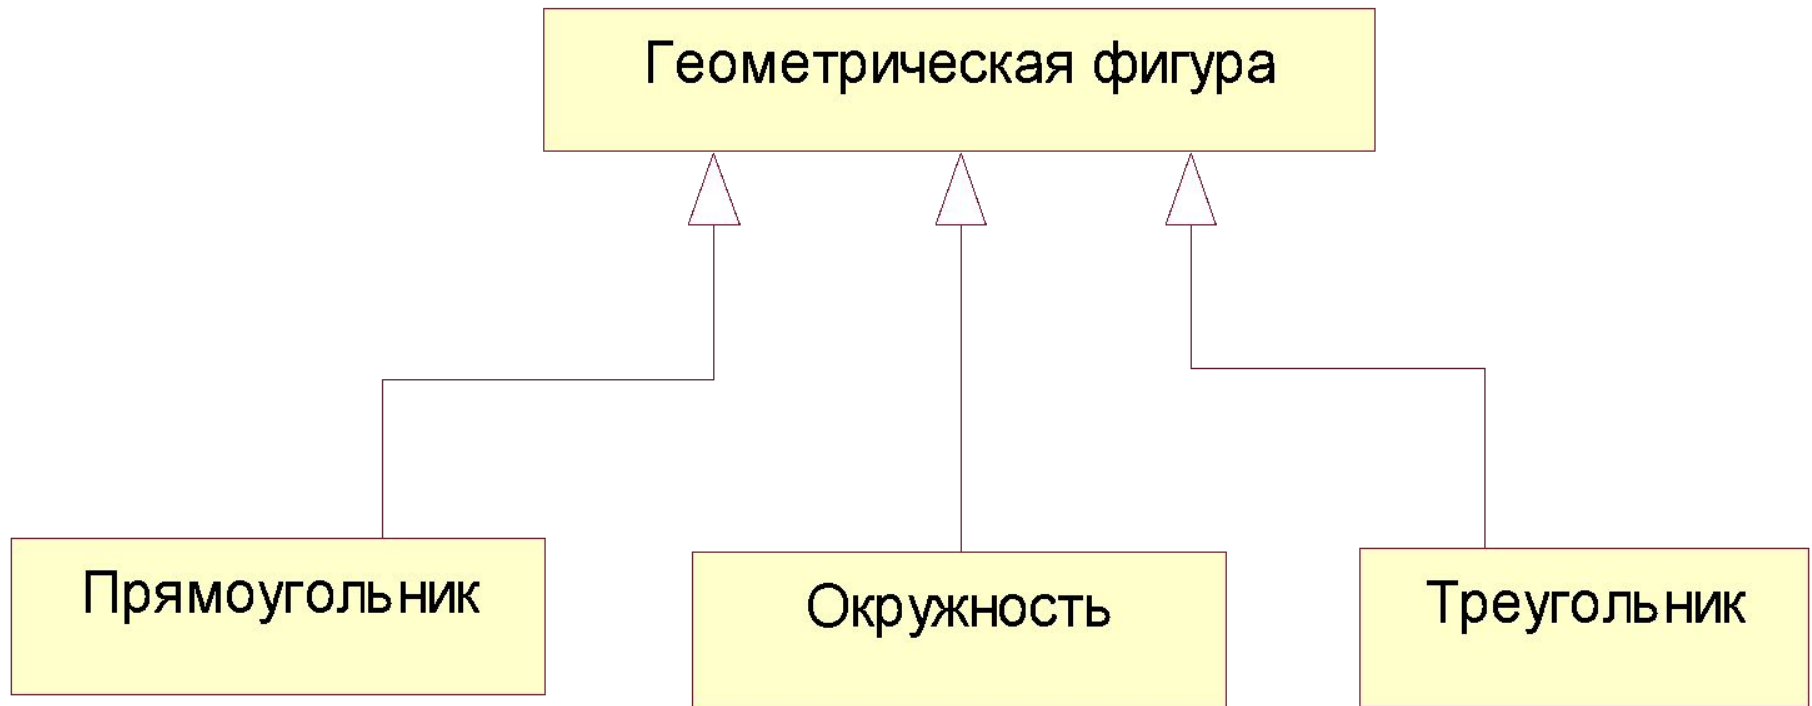 Геометрическая фигура
Прямоугольник
Окружность
Треугольник